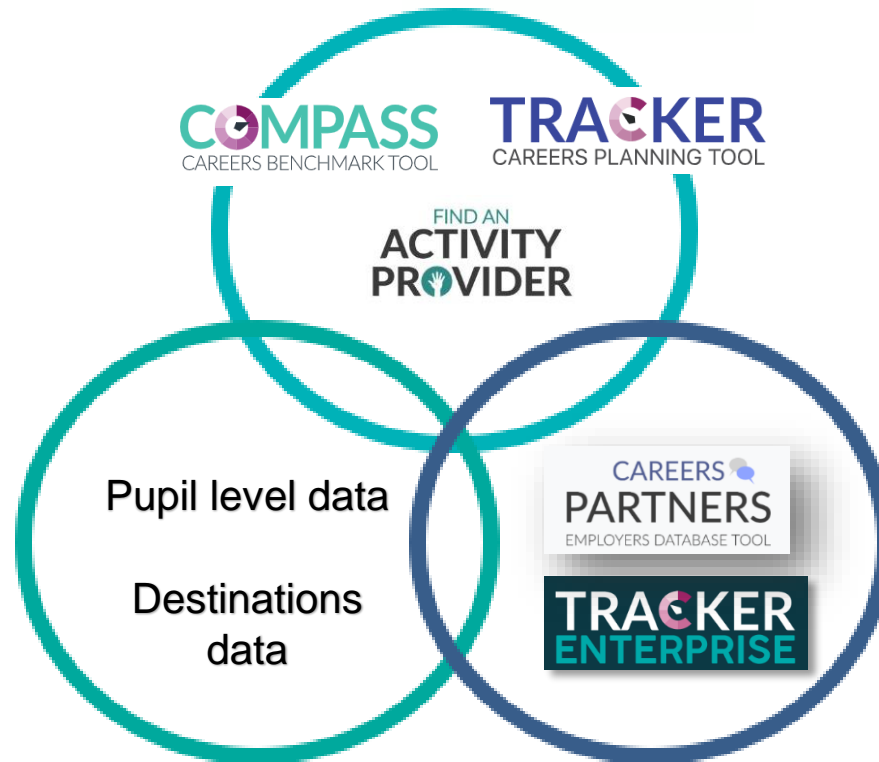 COMPASS
CAREERS BENCHMARK TOOL
TRACKER
CAREERS PLANNING TOOL
FIND AN
ACTIVITY
PROVIDER
Pupil level data
Destinations
data
CAREERS
PARTNERS
EMPLOYERS DATABASE TOOL
TRACKER
ENTERPRISE